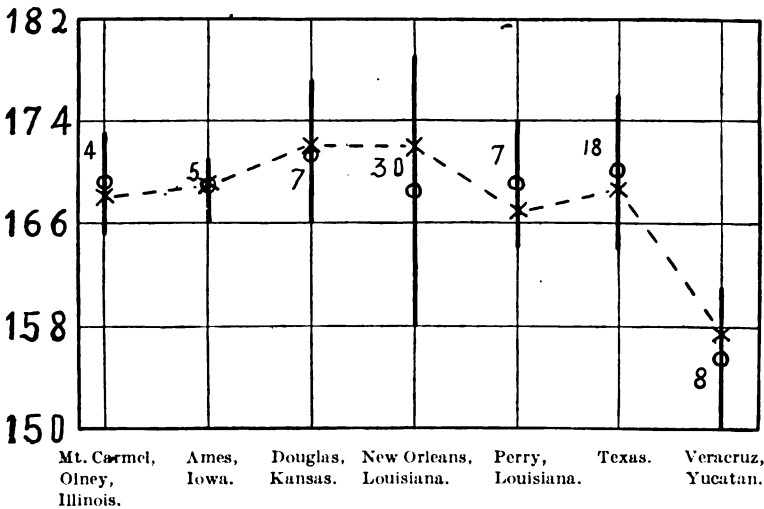 182
174
166
158
150
4
5
7
30
7
18
8
Mt. Carmel,
Olney,
Illinois.
Ames,
Iowa.
Douglas,
Kansas.
New Orleans,
Louisiana.
Perry,
Louisiana.
Texas.
Veracruz,
Yucatan.